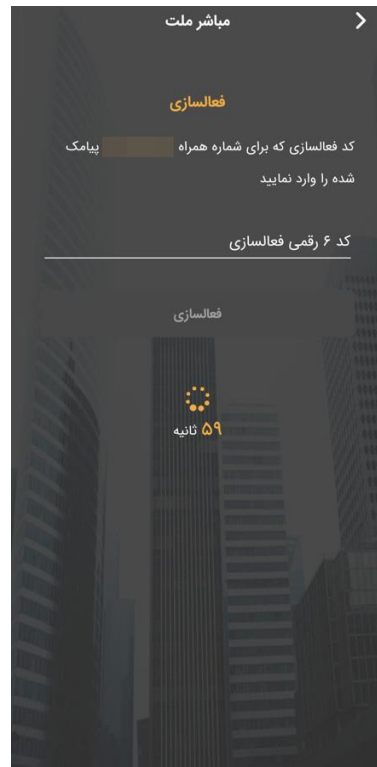 مباشر ملت
فعالسازی
کد فعالسازی که برای شماره همراه پیامک
شده را وارد نمایید
کد ۶ رقمی فعالسازی
فعالسازی
۵۹ ثانیه